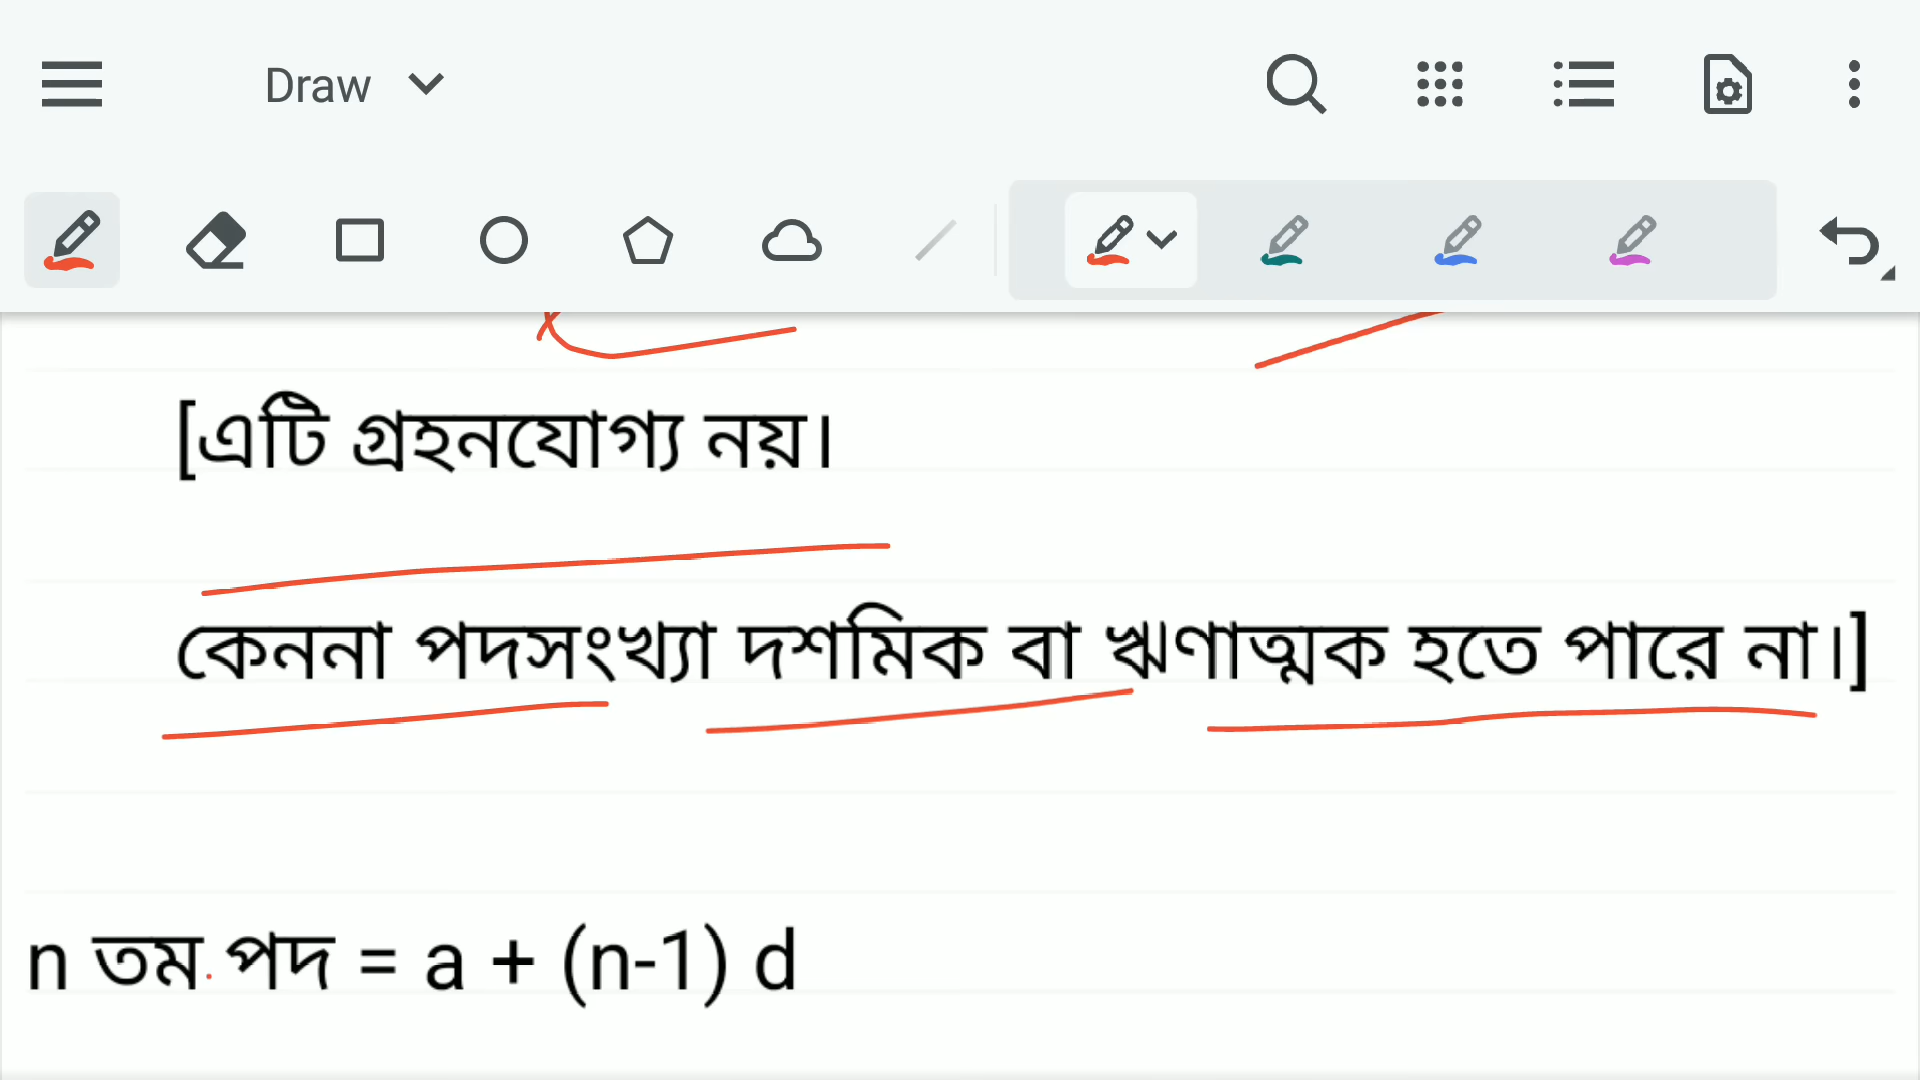 Draw
[এটি গ্রহনযোগ্য নয়।
কেননা পদসংখ্যা দশমিক বা ঋণাত্মক হতে পারে না।]
n তম পদ = a + (n-1) d